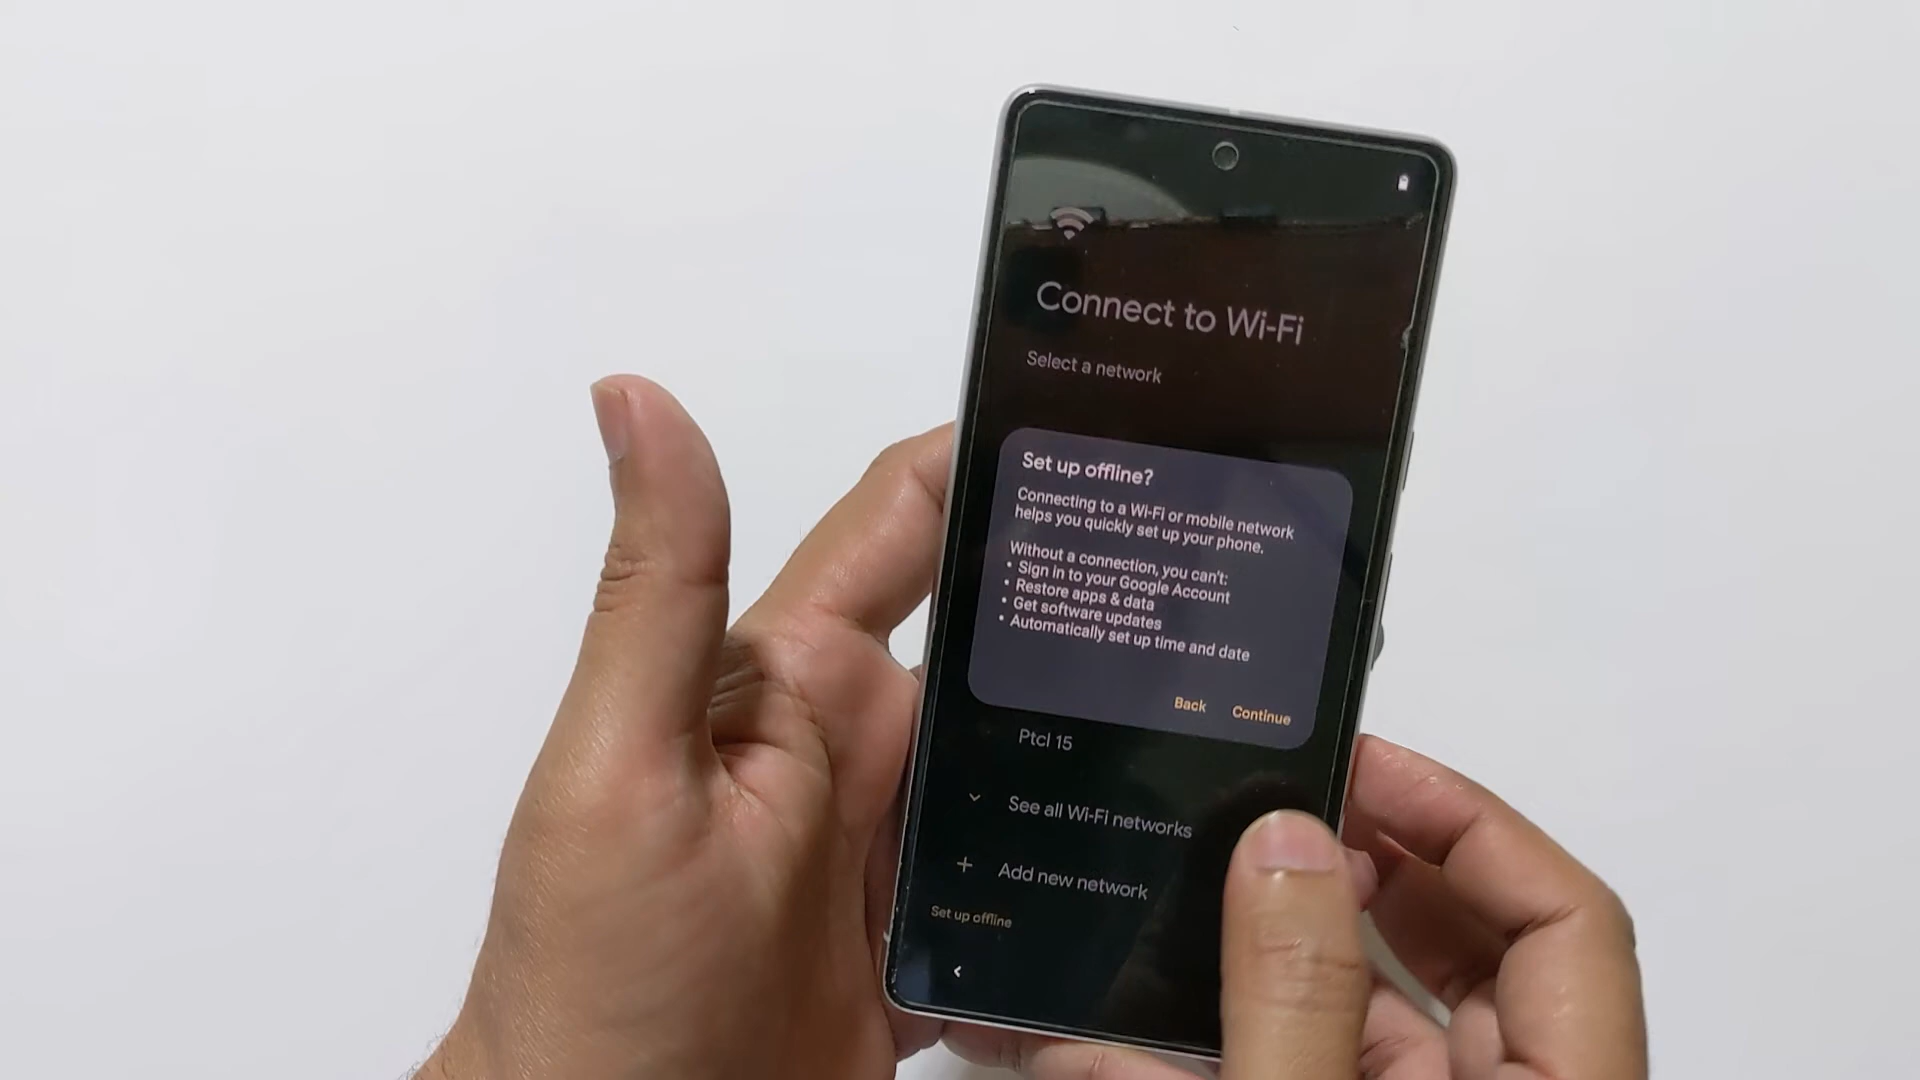 Connect to Wi-Fi
Select a network
Set up offline?
Connecting to a Wi-Fi or mobile network
helps you quickly set up your phone.
Without a connection, you can't:
• Sign in to your Google Account
• Restore apps & data
• Get software updates
• Automatically set up time and date
Back Continue
Ptcl 15
See all Wi-Fi networks
Add new network
Set up offline